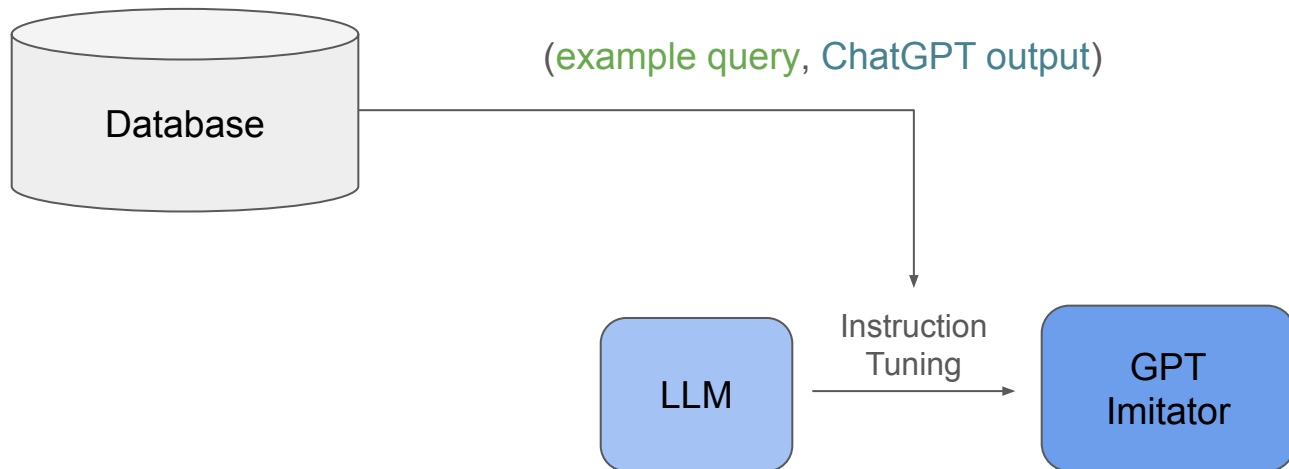 (example query, ChatGPT output)
Database
Instruction
Tuning
LLM
GPT
Imitator